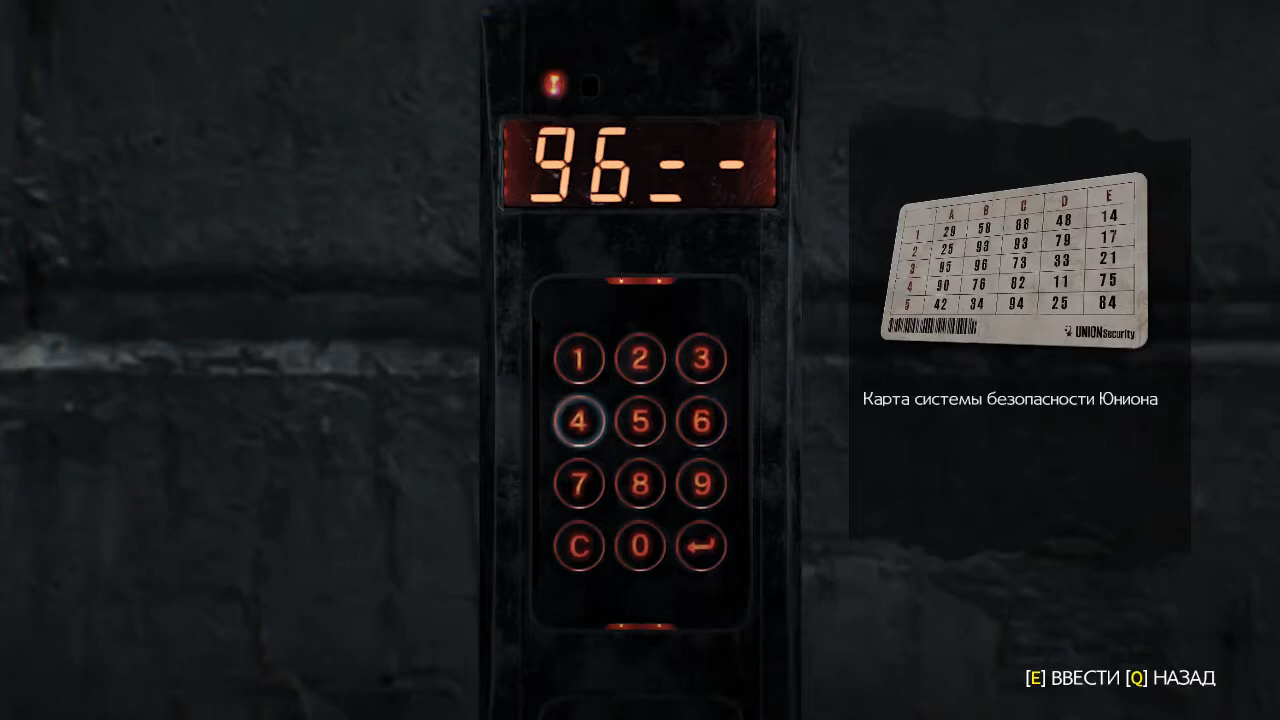 96
1 2 3
4 5 6
7 8 9
C 0
A B C D E
1 29 58 88 48 14
2 25 93 93 79 17
3 95 96 73 33 21
4 90 76 82 11 75
5 42 34 94 25 84
UNION Security
Карта системы безопасности Юниона
[E] ВВЕСТИ [Q] НАЗАД